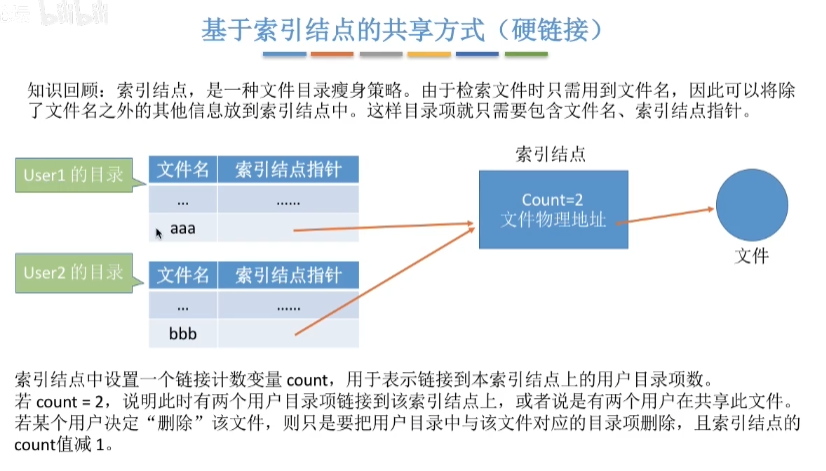 bilibili
基于索引结点的共享方式（硬链接）
知识回顾：索引结点，是一种文件目录瘦身策略。由于检索文件时只需用到文件名，因此可以将除
了文件名之外的其他信息放到索引结点中。这样目录项就只需要包含文件名、索引结点指针。
User1 的目录
文件名 索引结点指针
... ......
aaa
User2 的目录
文件名 索引结点指针
... ......
bbb
索引结点
Count=2
文件物理地址
文件
索引结点中设置一个链接计数变量 count，用于表示链接到本索引结点上的用户目录项数。
若 count = 2，说明此时有两个用户目录项链接到该索引结点上，或者说是有两个用户在共享此文件。
若某个用户决定“删除”该文件，则只是要把用户目录中与该文件对应的目录项删除，且索引结点的
count值减 1。